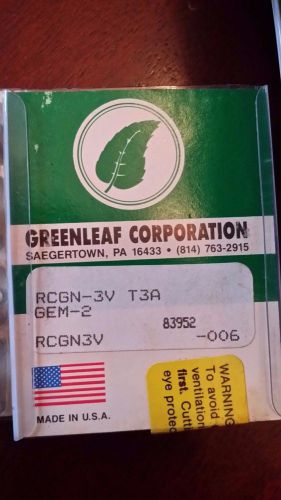 GREENLEAF CORPORATION
SAEGERTOWN, PA 16433 • (814) 763-2915
RCGN-3V T3A
GEM-2
83952
RCGN3V -006
MADE IN U.S.A.
WARNING
To avoid
ventilation
first. Cutti
eye protec